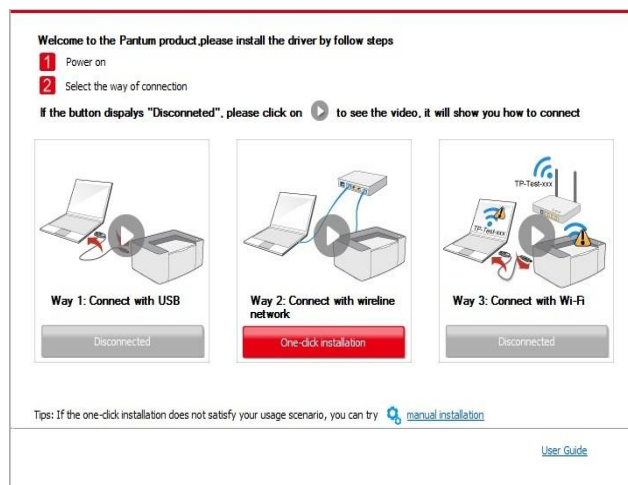 Welcome to the Pantum product,please install the driver by follow steps
1 Power on
2 Select the way of connection
If the button dispalys "Disconneted", please click on to see the video, it will show you how to connect
TP-Test-xxx
TP-Test-xxx
Way 1: Connect with USB
Way 2: Connect with wireline
network
Way 3: Connect with Wi-Fi
Disconnected
One-click installation
Disconnected
Tips: If the one-click installation does not satisfy your usage scenario, you can try manual installation
User Guide